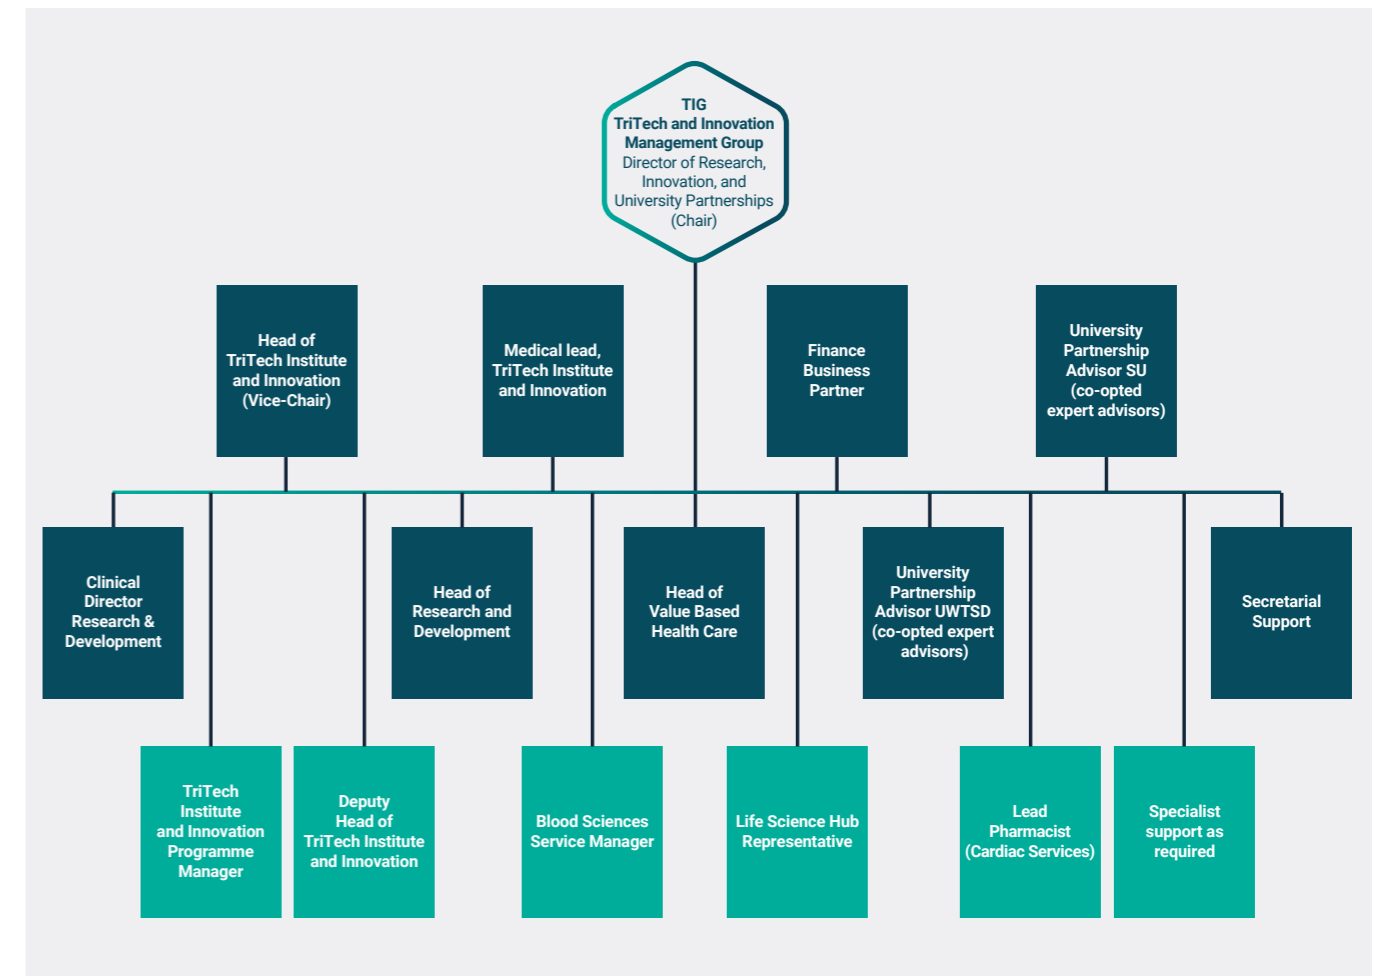 TIG
TriTech and Innovation
Management Group
Director of Research,
Innovation, and
University Partnerships
(Chair)
Head of
TriTech Institute
and Innovation
(Vice-Chair)
Medical lead,
TriTech Institute
and Innovation
Finance
Business
Partner
University
Partnership
Advisor SU
(co-opted
expert advisors)
Clinical
Director
Research &
Development
Head of
Research and
Development
Head of
Value Based
Health Care
University
Partnership
Advisor UWTSD
(co-opted expert
advisors)
Secretarial
Support
TriTech
Institute
and Innovation
Programme
Manager
Deputy
Head of
TriTech Institute
and Innovation
Blood Sciences
Service Manager
Life Science Hub
Representative
Lead
Pharmacist
(Cardiac Services)
Specialist
support as
required